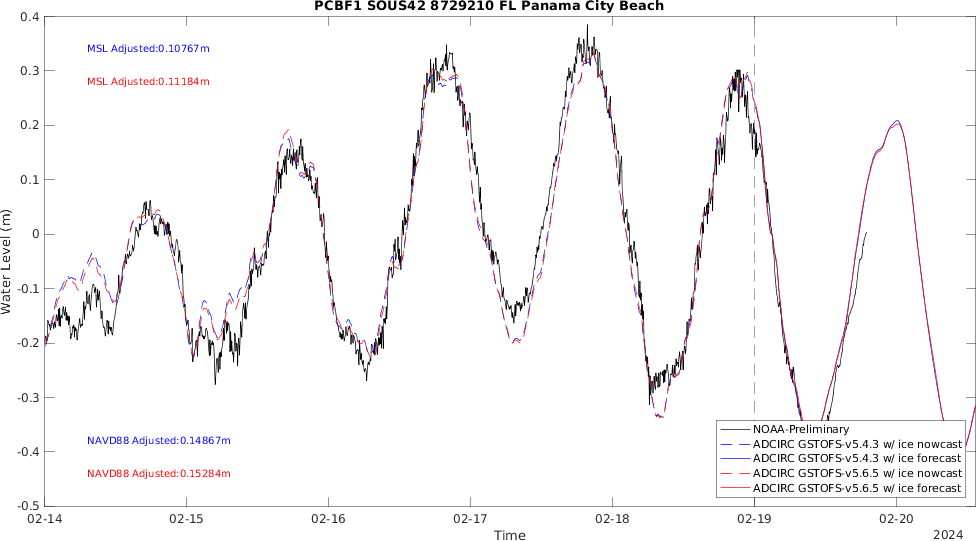 PCBF1 SOUS42 8729210 FL Panama City Beach
0.4
0.3
0.2
0.1
0
-0.1
-0.2
-0.3
-0.4
-0.5
Water Level (m)
MSL Adjusted:0.10767m
MSL Adjusted:0.11184m
NAVD88 Adjusted:0.14867m
NAVD88 Adjusted:0.15284m
NOAA-Preliminary
ADCIRC GSTOFS-v5.4.3 w/ ice nowcast
ADCIRC GSTOFS-v5.4.3 w/ ice forecast
ADCIRC GSTOFS-v5.6.5 w/ ice nowcast
ADCIRC GSTOFS-v5.6.5 w/ ice forecast
02-14 02-15 02-16 02-17 02-18 02-19 02-20
Time
2024